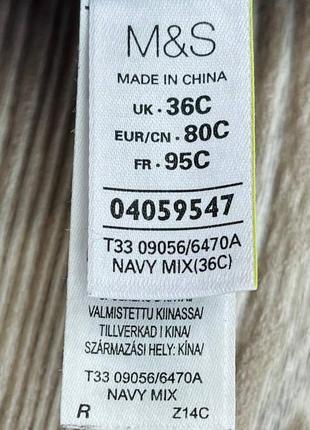 M&S
MADE IN CHINA
UK · 36C
EUR/CN · 80C
FR · 95C
04059547
T33 09056/6470A
NAVY MIX(36C)
VALMISTETTU KIINASSA/
TILLVERKAD I KINA/
SZÁRMAZÁSI HELY: KÍNA/
T33 09056/6470A
NAVY MIX
R Z14C